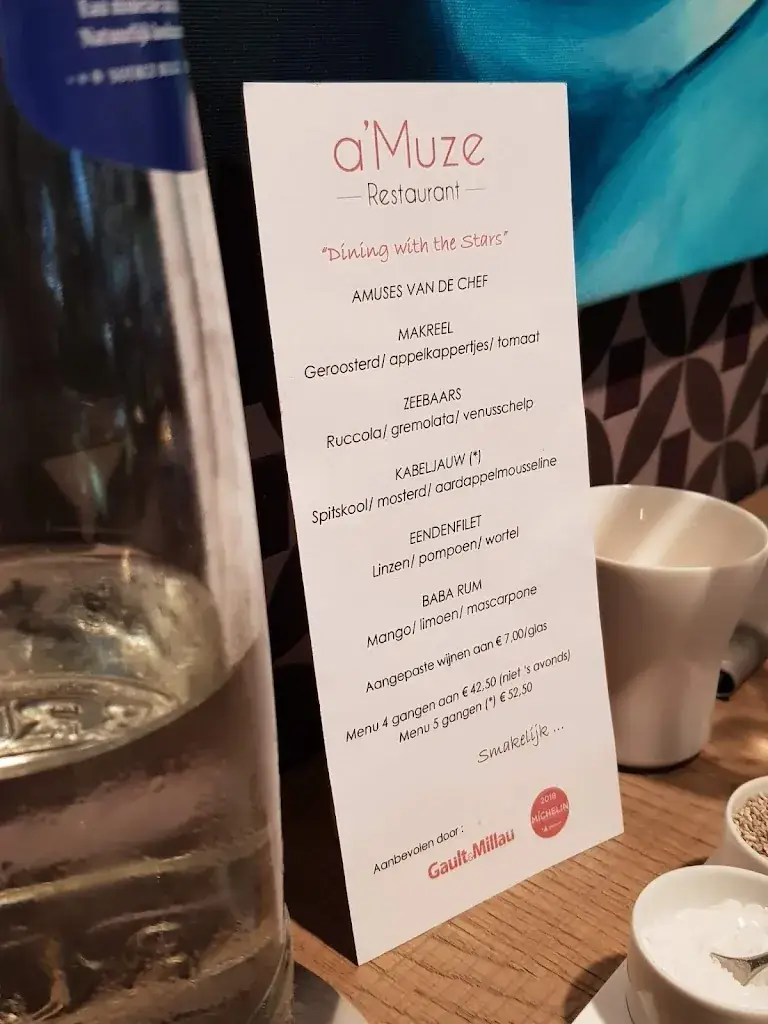 Natuurlijk
a'Muze
Restaurant
"Dining with the Stars"
AMUSES VAN DE CHEF
MAKREEL
Geroosterd/ appelkappertjes/ tomaat
ZEEBAARS
Ruccola/ gremolata/ venusschelp
KABELJAUW (*)
Spitskool/ mosterd/ aardappelmousseline
EENDENFILET
Linzen/ pompoen/ wortel
BABA RUM
Mango/ limoen/ mascarpone
Aangepaste wijnen aan € 7,00/glas
Menu 4 gangen aan € 42,50 (niet 's avonds)
Menu 5 gangen (*) € 52,50
Smakelijk ...
Aanbevolen door :
Gault&Millau
2018
MICHELIN